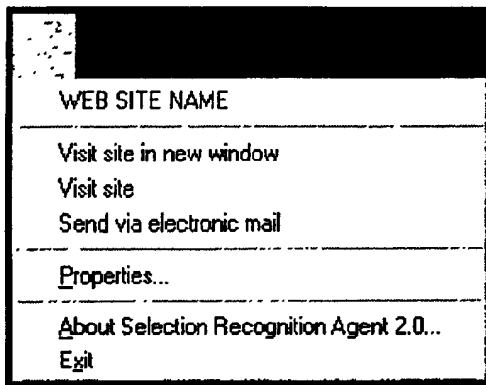 WEB SITE NAME
Visit site in new window
Visit site
Send via electronic mail
Properties...
About Selection Recognition Agent 2.0...
Exit